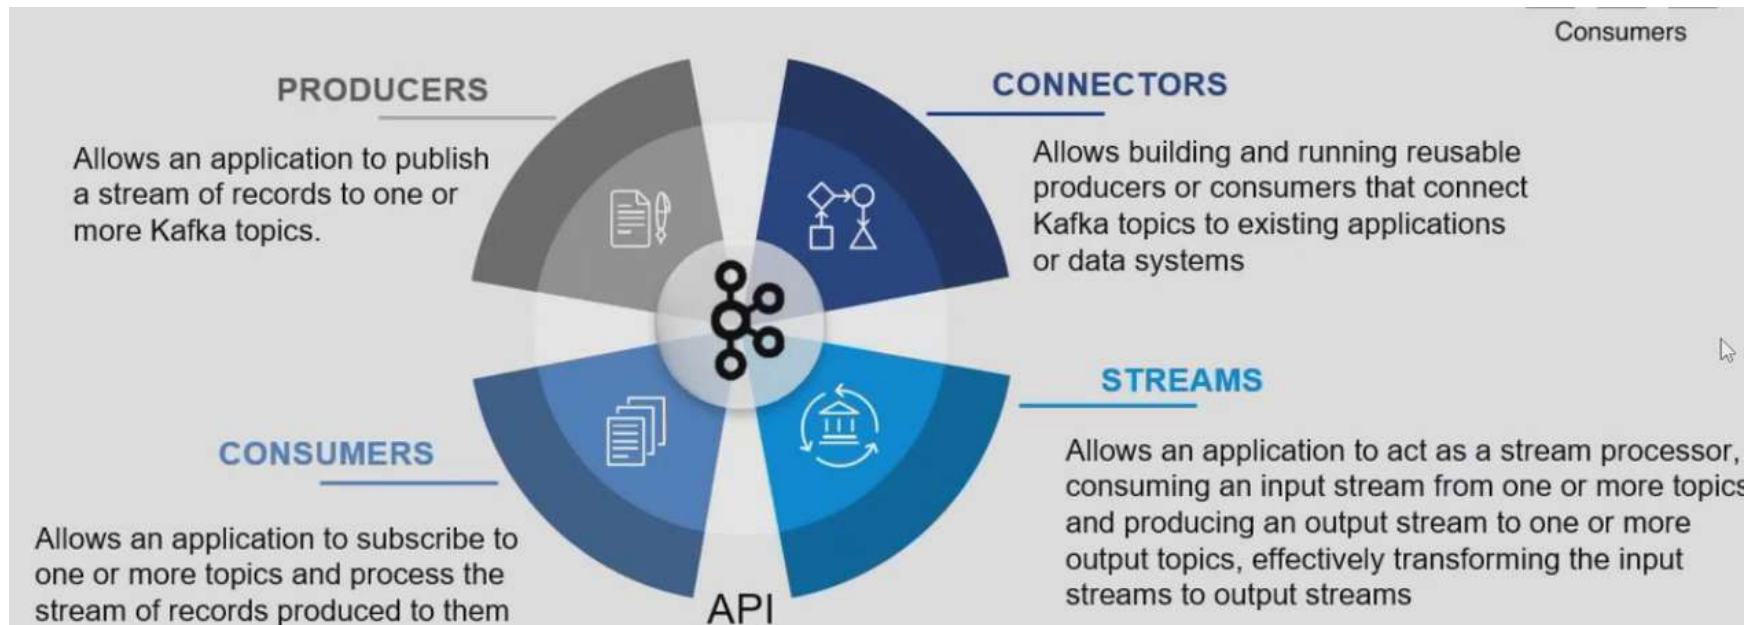 Consumers
PRODUCERS
Allows an application to publish
a stream of records to one or
more Kafka topics.
CONNECTORS
Allows building and running reusable
producers or consumers that connect
Kafka topics to existing applications
or data systems
CONSUMERS
Allows an application to subscribe to
one or more topics and process the
stream of records produced to them
STREAMS
Allows an application to act as a stream processor,
consuming an input stream from one or more topics
and producing an output stream to one or more
output topics, effectively transforming the input
streams to output streams
API